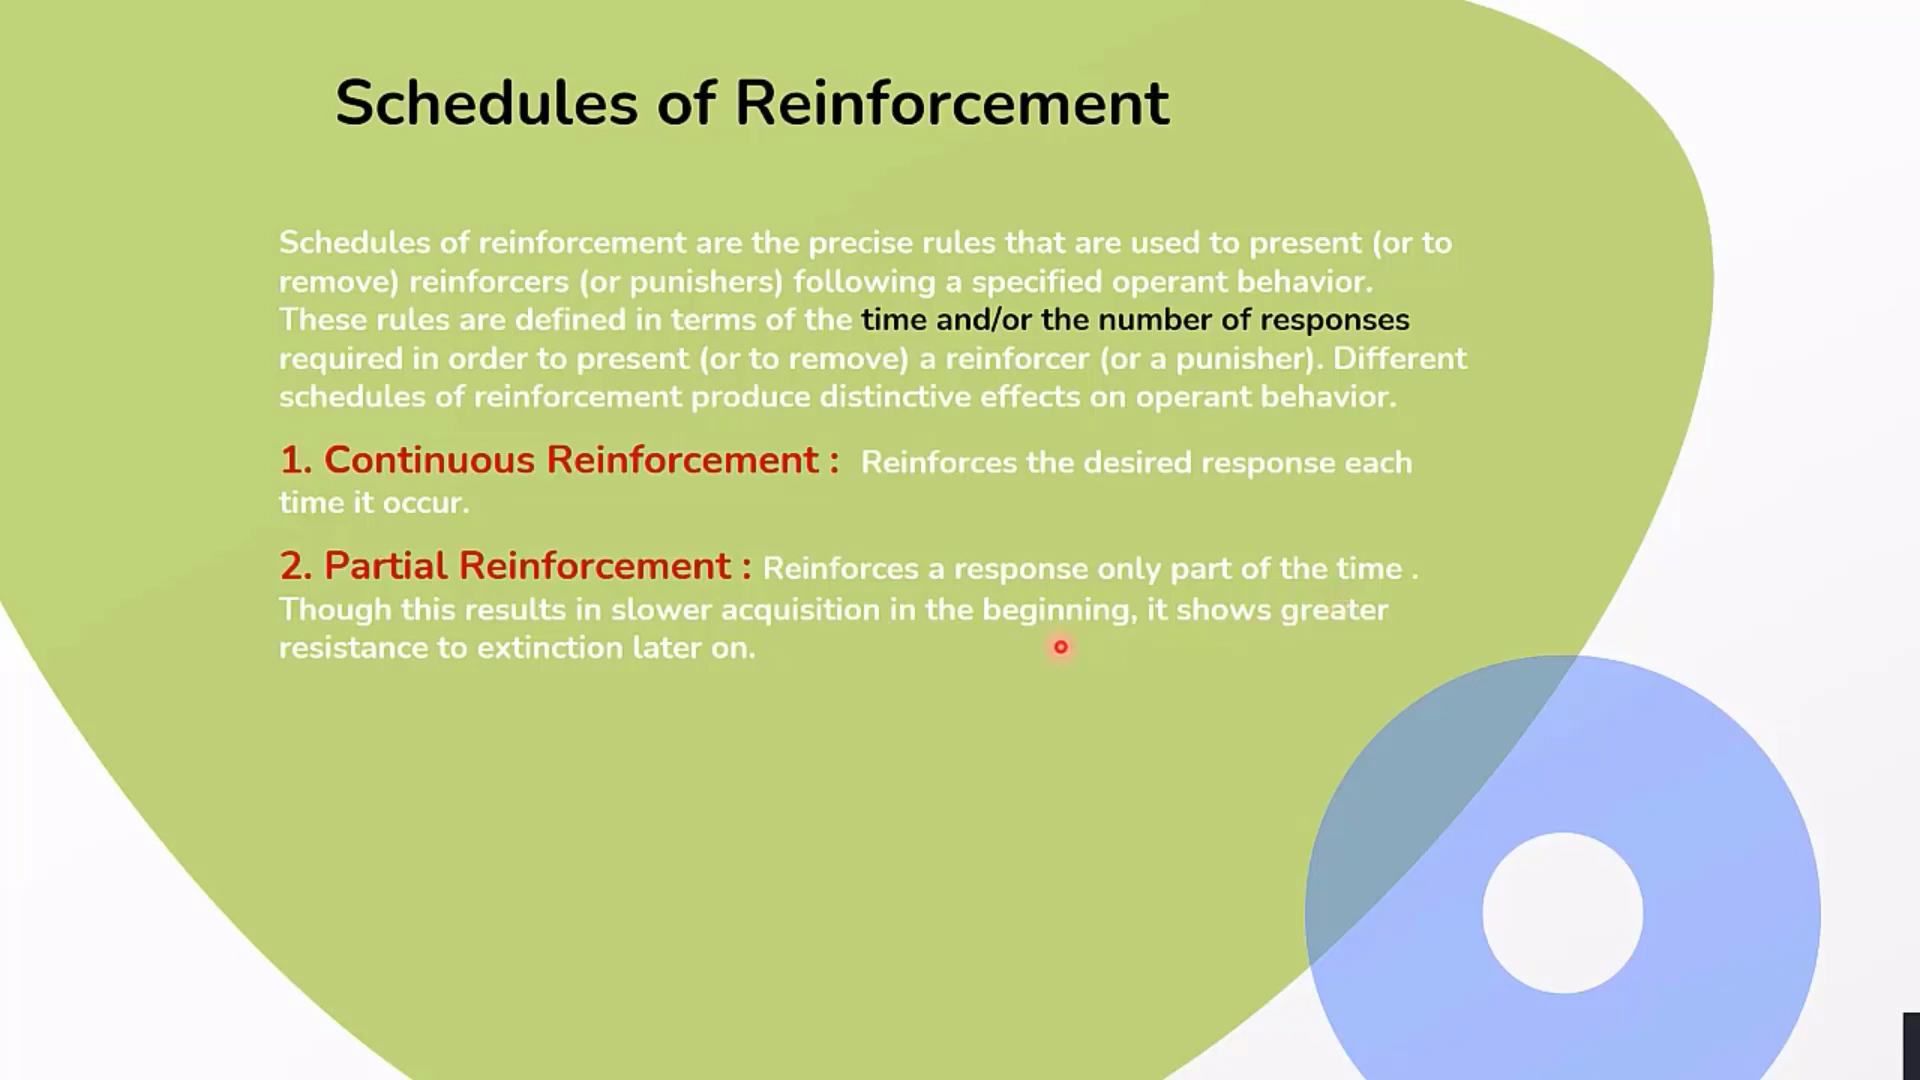 Schedules of Reinforcement
Schedules of reinforcement are the precise rules that are used to present (or to
remove) reinforcers (or punishers) following a specified operant behavior.
These rules are defined in terms of the time and/or the number of responses
required in order to present (or to remove) a reinforcer (or a punisher). Different
schedules of reinforcement produce distinctive effects on operant behavior.
1. Continuous Reinforcement : Reinforces the desired response each
time it occur.
2. Partial Reinforcement : Reinforces a response only part of the time .
Though this results in slower acquisition in the beginning, it shows greater
resistance to extinction later on.